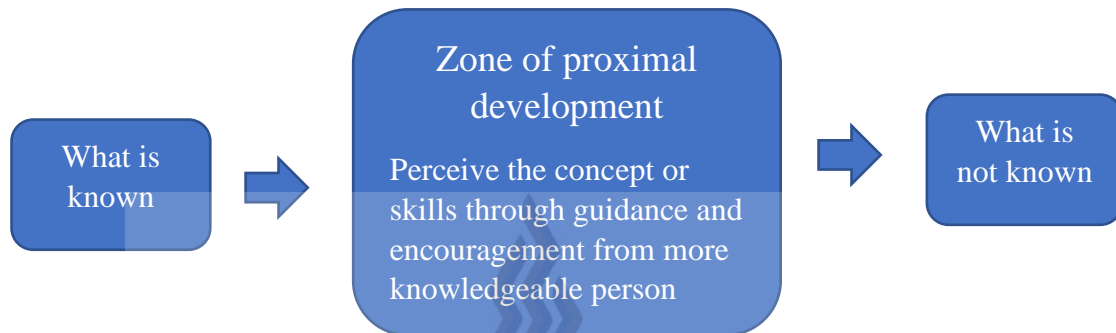 What is
known
Zone of proximal
development
Perceive the concept or
skills through guidance and
encouragement from more
knowledgeable person
What is
not known